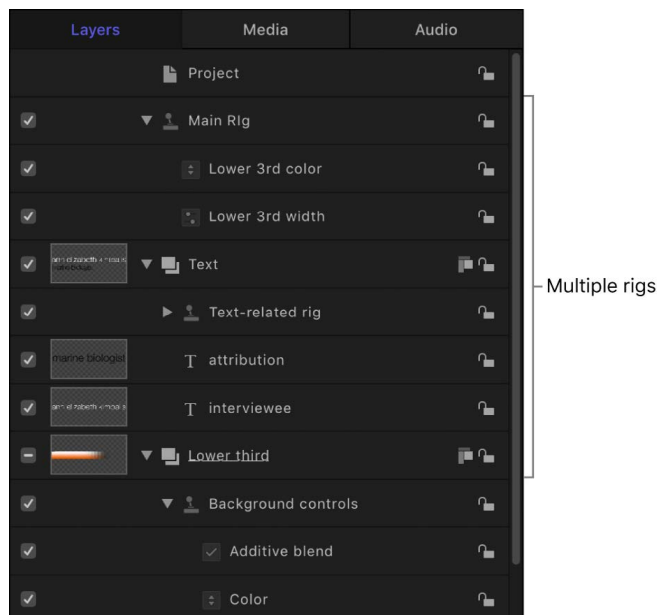 Layers Media Audio
Project
Main RIg
Lower 3rd color
Lower 3rd width
Text
Multiple rigs
Text-related rig
marine biologist
T attribution
T interviewee
Lower third
Background controls
Additive blend
Color